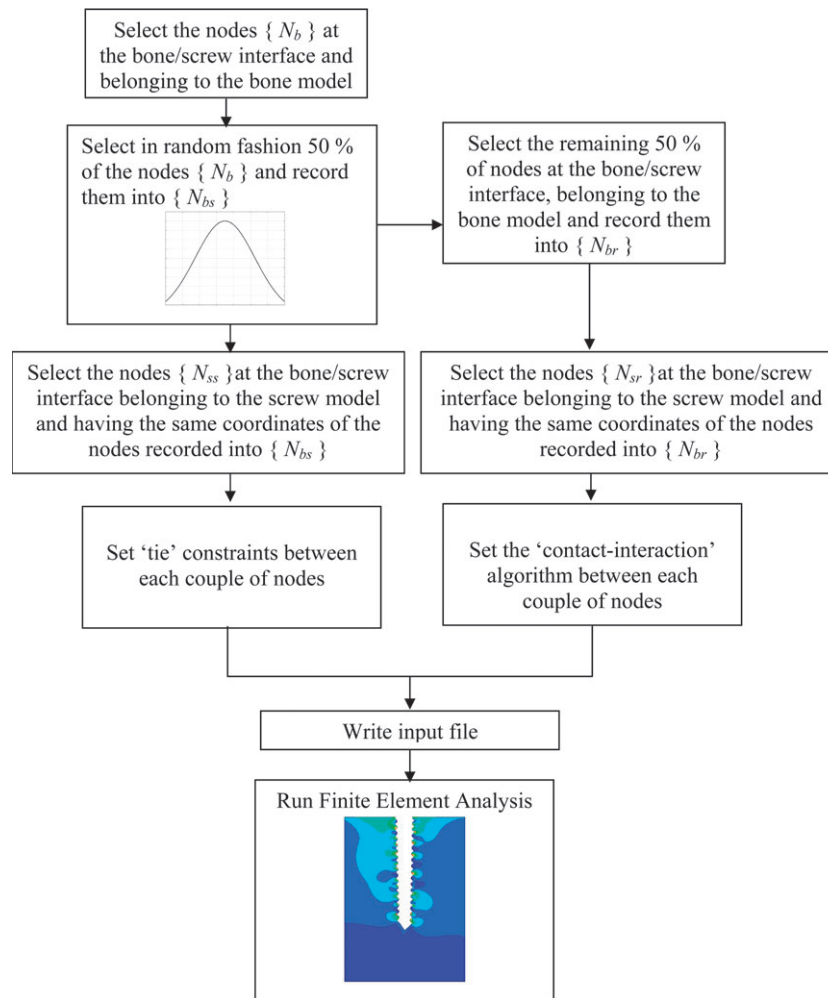 Select the nodes { N_b } at
the bone/screw interface and
belonging to the bone model
Select in random fashion 50 %
of the nodes { N_b } and record
them into { N_bs }
Select the remaining 50 %
of nodes at the bone/screw
interface, belonging to the
bone model and record them
into { N_br }
Select the nodes { N_ss }at the bone/screw
interface belonging to the screw model
and having the same coordinates of the
nodes recorded into { N_bs }
Select the nodes { N_sr }at the bone/screw
interface belonging to the screw model and
having the same coordinates of the nodes
recorded into { N_br }
Set ‘tie’ constraints between
each couple of nodes
Set the ‘contact-interaction’
algorithm between each
couple of nodes
Write input file
Run Finite Element Analysis